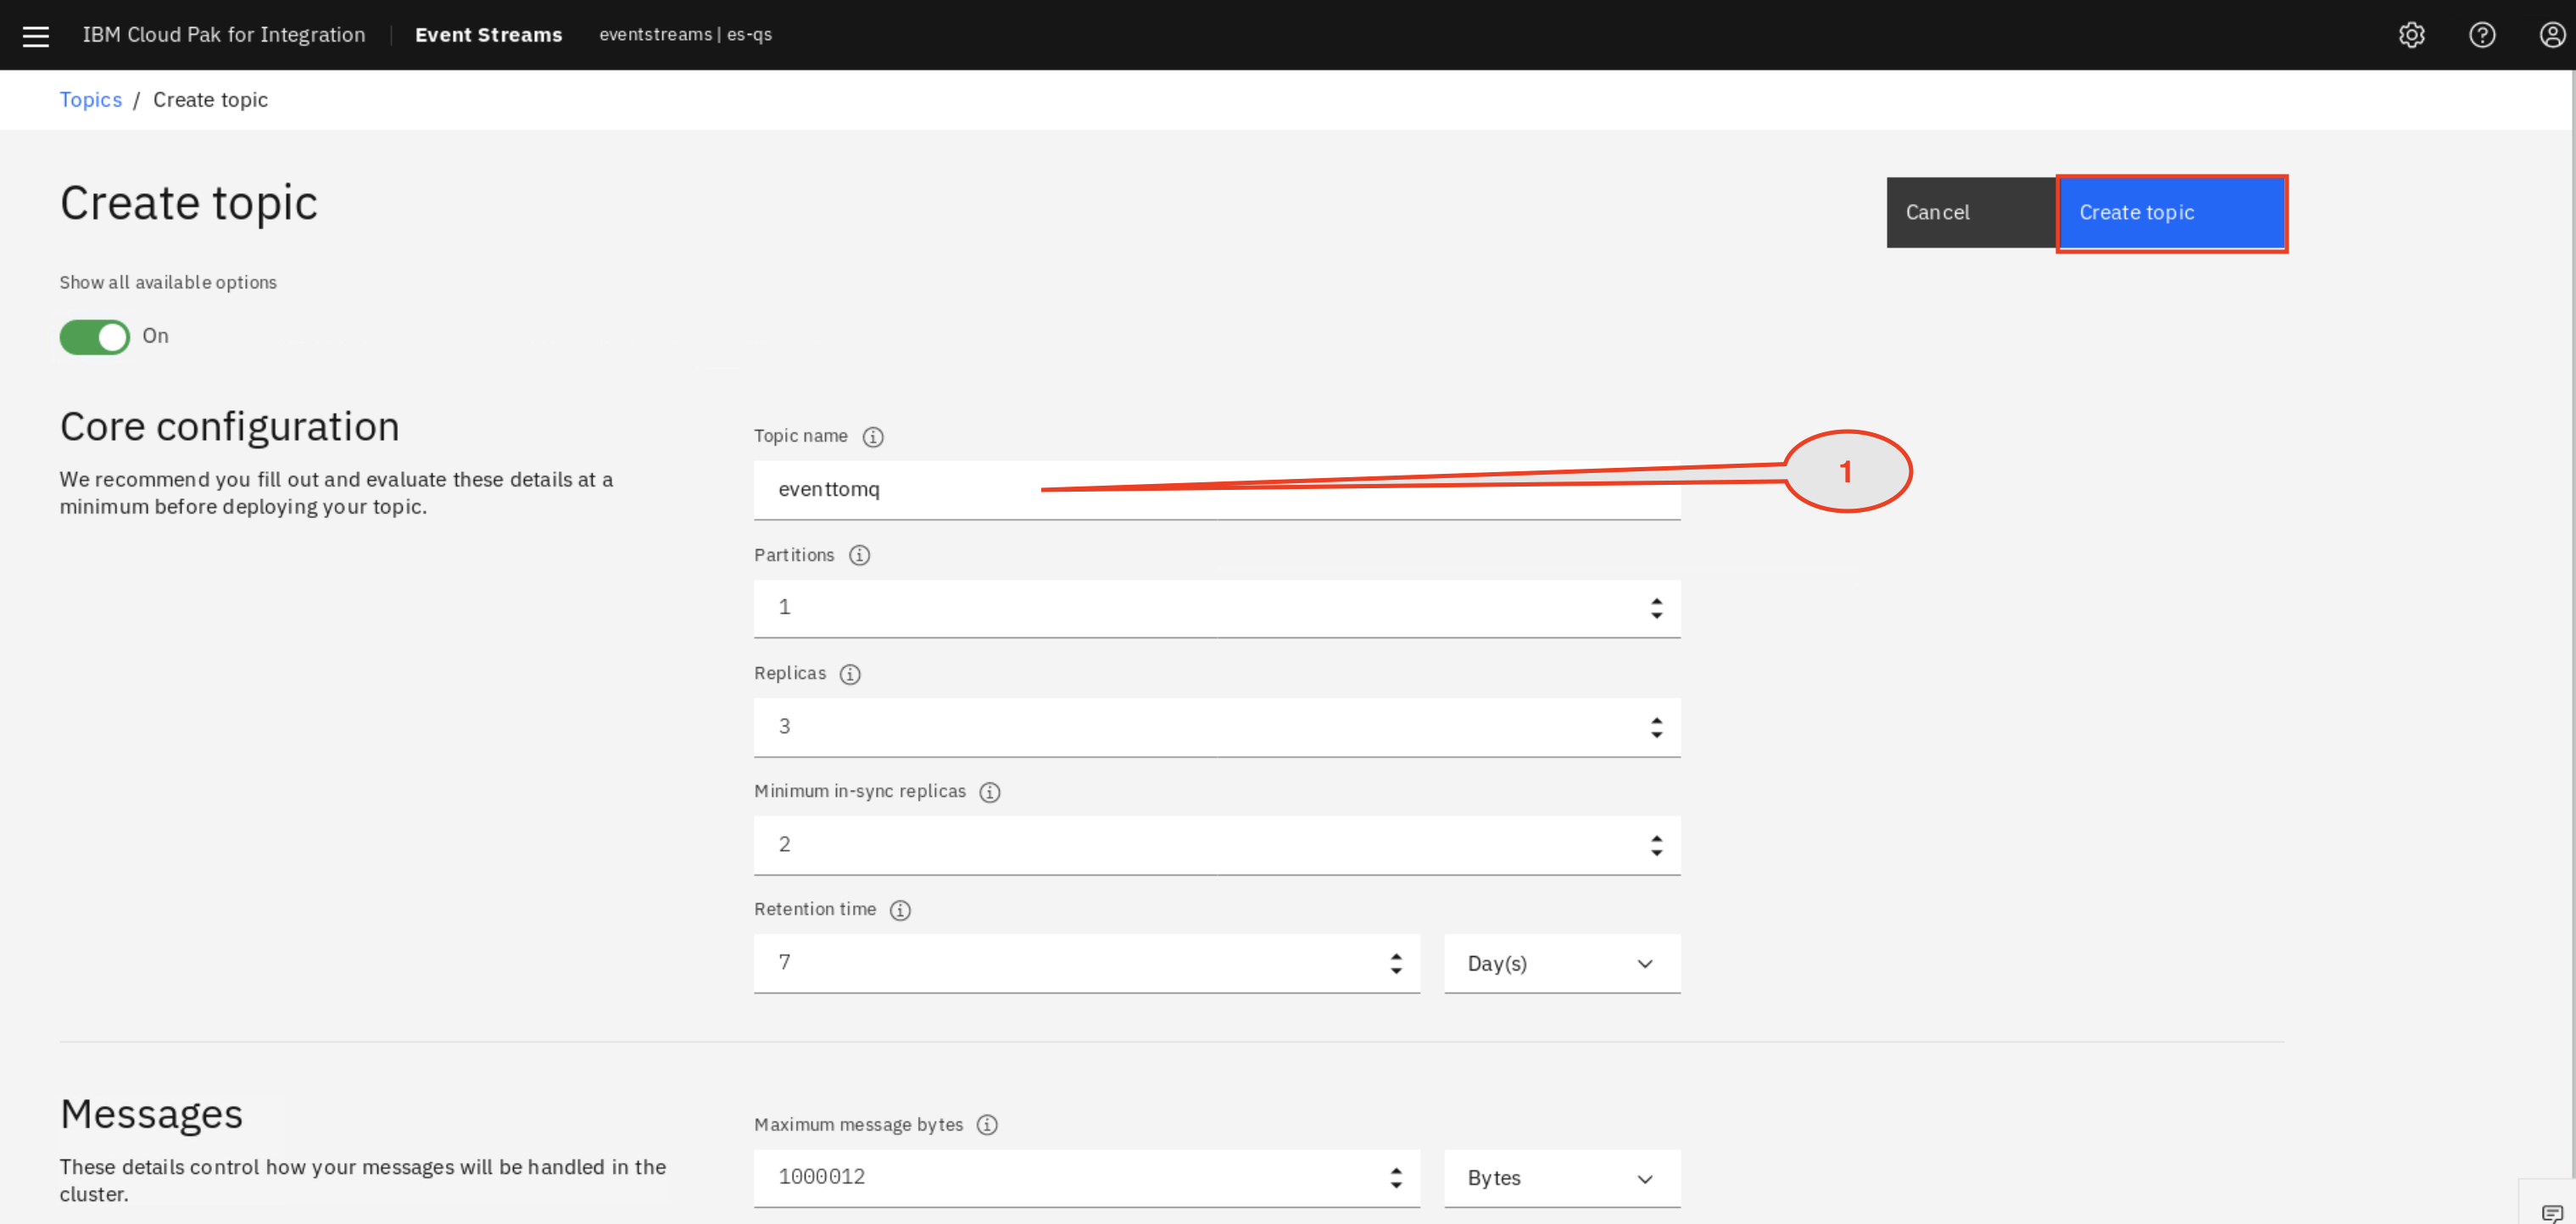 IBM Cloud Pak for Integration | Event Streams eventstreams | es-qs
Topics / Create topic
Create topic
Cancel
Create topic
Show all available options
On
Core configuration
We recommend you fill out and evaluate these details at a
minimum before deploying your topic.
Topic name
eventtomq
1
Partitions
1
Replicas
3
Minimum in-sync replicas
2
Retention time
7
Day(s)
Messages
These details control how your messages will be handled in the
cluster.
Maximum message bytes
1000012
Bytes